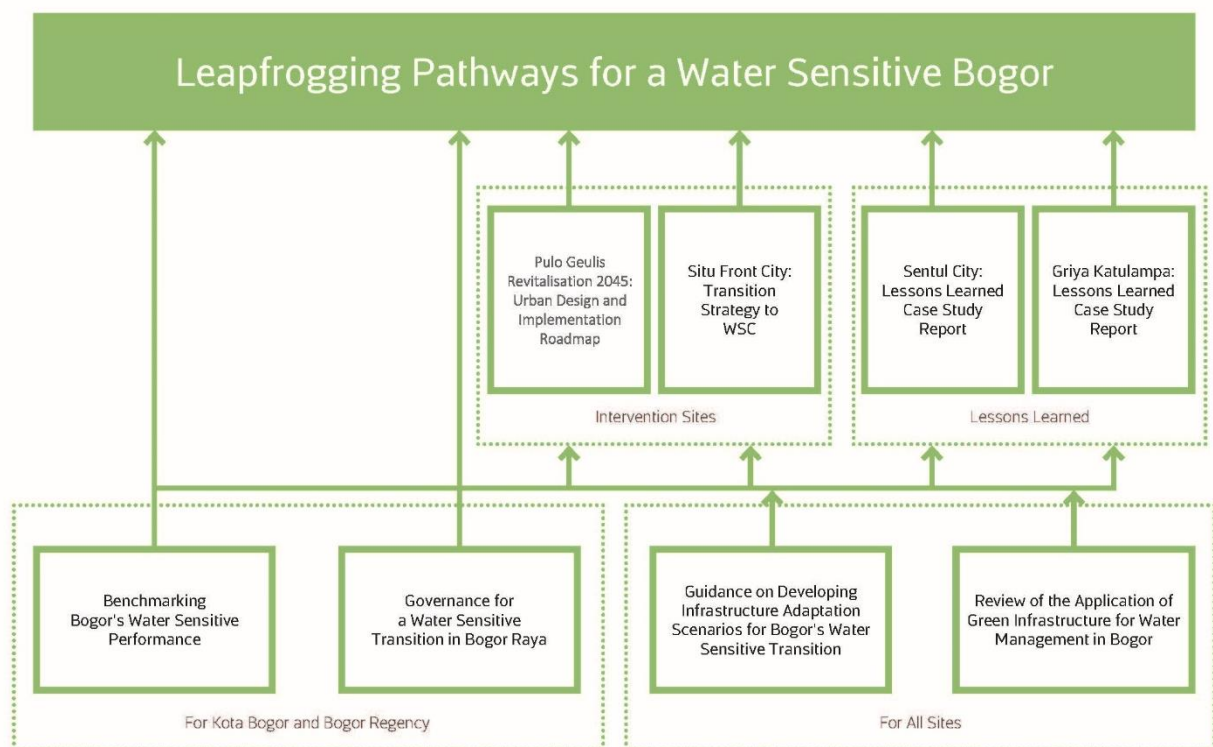 Leapfrogging Pathways for a Water Sensitive Bogor
Pulo Geulis
Revitalisation 2045:
Urban Design and
Implementation
Roadmap
Situ Front City:
Transition
Strategy to
WSC
Sentul City:
Lessons Learned
Case Study
Report
Griya Katulampa:
Lessons Learned
Case Study
Report
Intervention Sites
Lessons Learned
Benchmarking
Bogor's Water Sensitive
Performance
Governance for
a Water Sensitive
Transition in Bogor Raya
Guidance on Developing
Infrastructure Adaptation
Scenarios for Bogor's Water
Sensitive Transition
Review of the Application of
Green Infrastructure for Water
Management in Bogor
For Kota Bogor and Bogor Regency
For All Sites